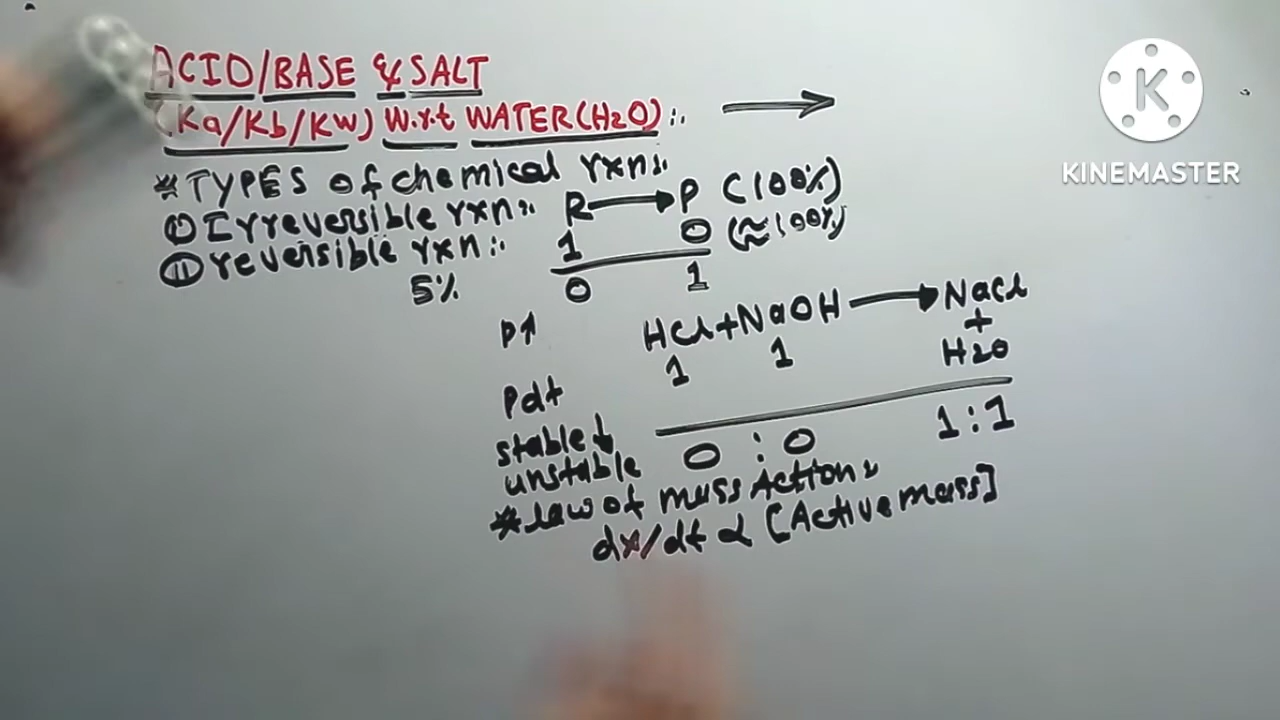 ACID/BASE & SALT
(Ka/Kb/Kw) W.r.t WATER(H2O):.
* TYPES of chemical rxn:.
(I) Irreversible rxn:. R → P (100%)
1 0 (≈100%)
(II) reversible rxn:.
5% 0 1
P↑ HCl+NaOH → NaCl
+
H2O
1 1
Pdt
stable↓ 0 : 0 1 : 1
unstable
* law of mass Action:
dx/dt α [Active mass]
K
KINEMASTER